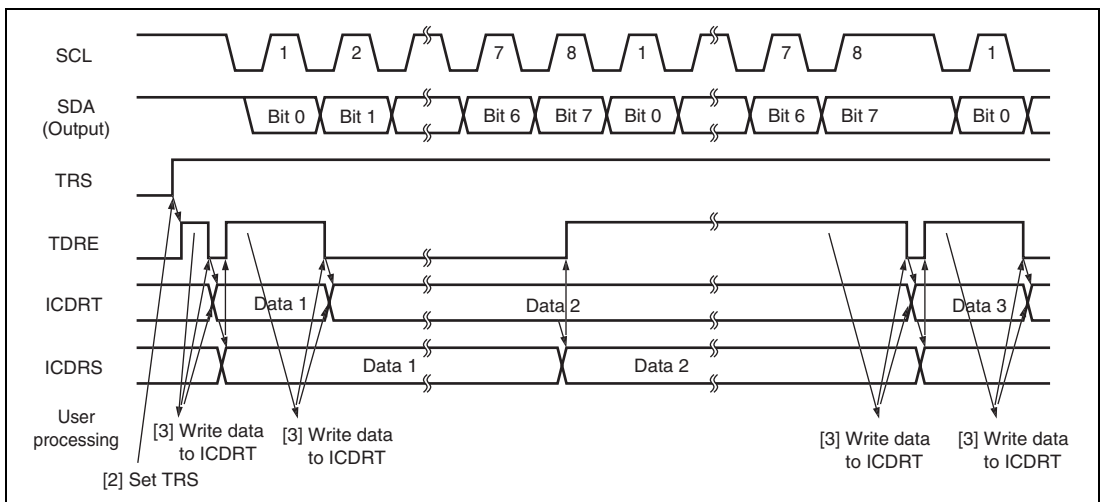 SCL 1 2 7 8 1 7 8 1
SDA
(Output)
Bit 0 Bit 1 Bit 6 Bit 7 Bit 0 Bit 6 Bit 7 Bit 0
TRS
TDRE
ICDRT Data 1 Data 2 Data 3
ICDRS Data 1 Data 2
User
processing
[3] Write data
to ICDRT
[3] Write data
to ICDRT
[3] Write data
to ICDRT
[3] Write data
to ICDRT
[2] Set TRS